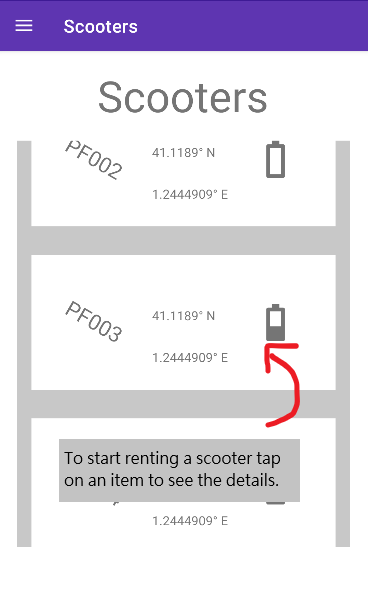 Scooters
Scooters
PF002
41.1189° N
1.2444909° E
PF003
41.1189° N
1.2444909° E
To start renting a scooter tap
on an item to see the details.
1.2444909° E